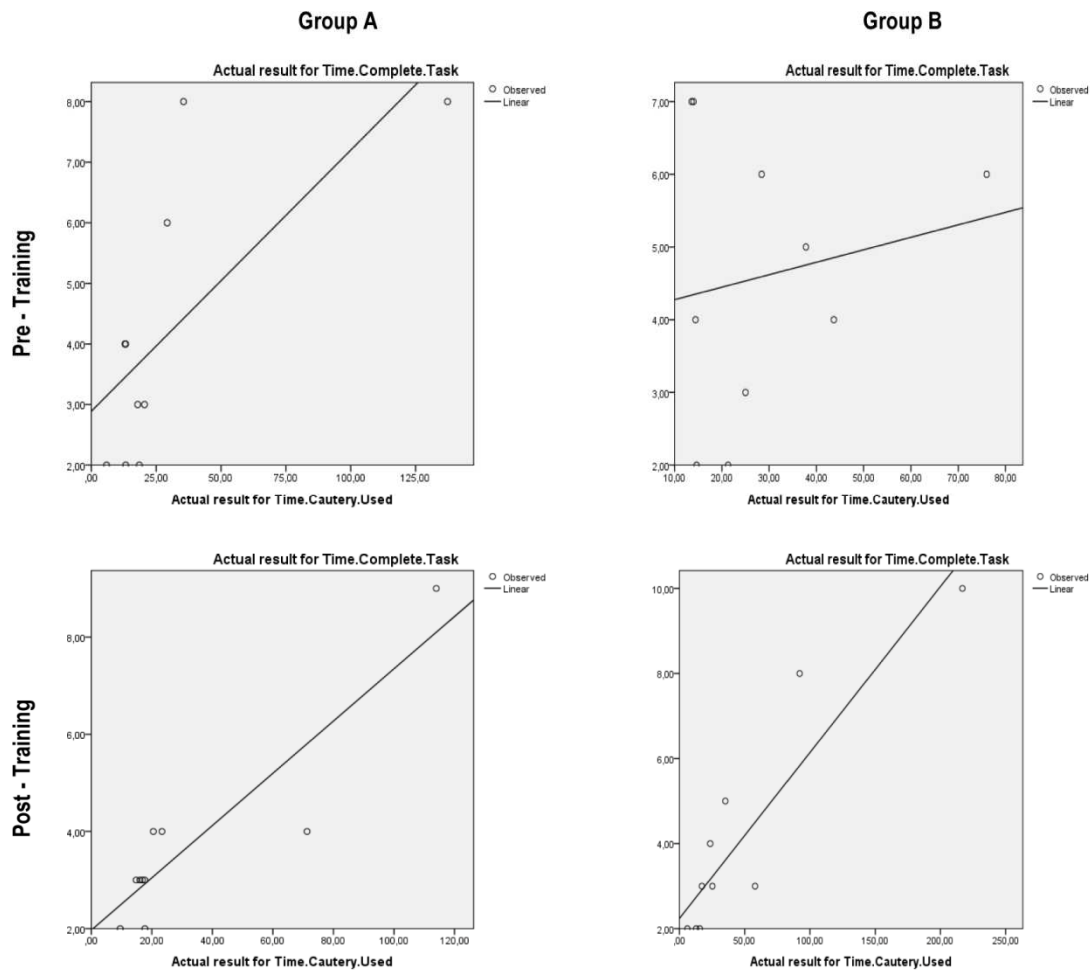 Group A
Group B
Pre - Training
Actual result for Time.Complete.Task
Observed
Linear
8,00
7,00
6,00
5,00
4,00
3,00
2,00
,00 25,00 50,00 75,00 100,00 125,00
Actual result for Time.Cautery.Used
Actual result for Time.Complete.Task
Observed
Linear
7,00
6,00
5,00
4,00
3,00
2,00
10,00 20,00 30,00 40,00 50,00 60,00 70,00 80,00
Actual result for Time.Cautery.Used
Post - Training
Actual result for Time.Complete.Task
Observed
Linear
8,00
6,00
4,00
2,00
,00 20,00 40,00 60,00 80,00 100,00 120,00
Actual result for Time.Cautery.Used
Actual result for Time.Complete.Task
Observed
Linear
10,00
8,00
6,00
4,00
2,00
,00 50,00 100,00 150,00 200,00 250,00
Actual result for Time.Cautery.Used